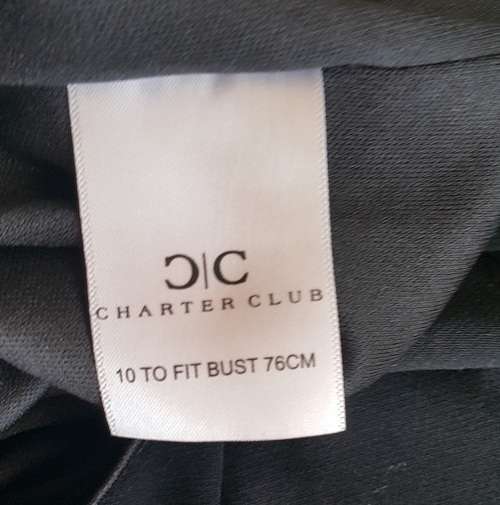 Ɔ|C
CHARTER CLUB
10 TO FIT BUST 76CM